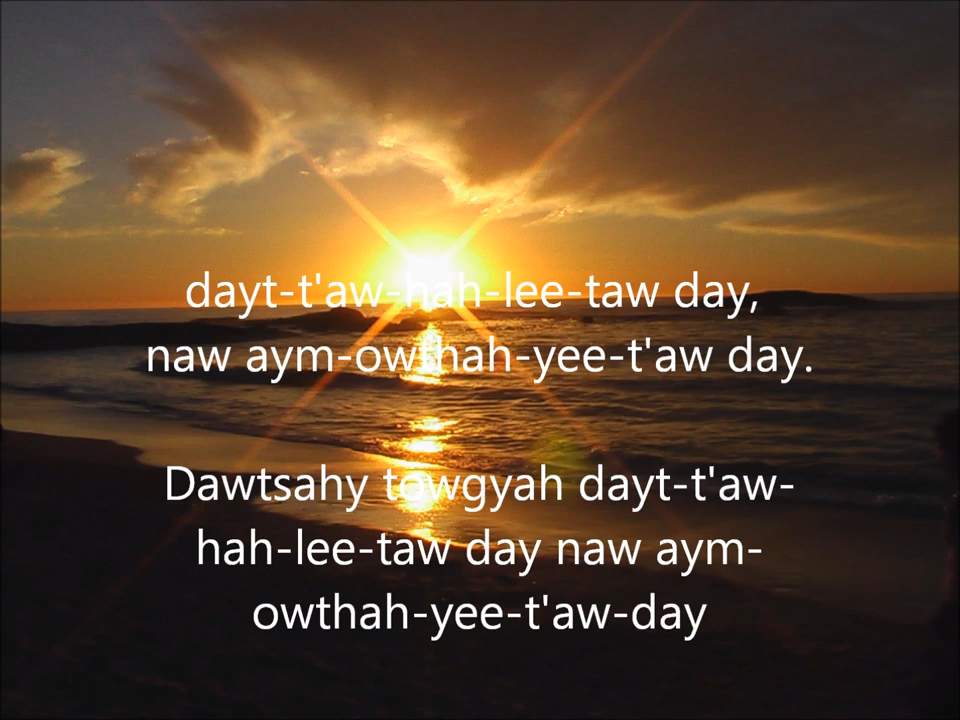 dayt-t'aw-hah-lee-taw day,
naw aym-owthah-yee-t'aw day.
Dawtsahy towgyah dayt-t'aw-
hah-lee-taw day naw aym-
owthah-yee-t'aw-day